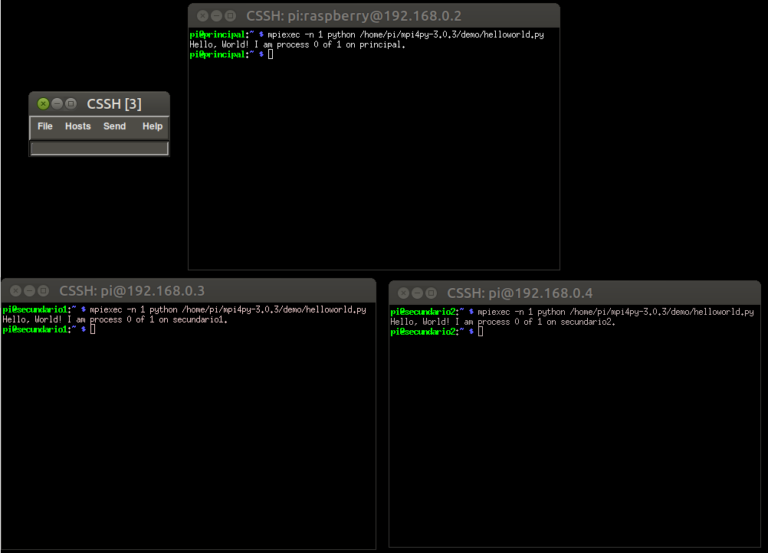 CSSH: pi:raspberry@192.168.0.2
pi@principal:~ $ mpiexec -n 1 python /home/pi/mpi4py-3.0.3/demo/helloworld.py
Hello, World! I am process 0 of 1 on principal.
pi@principal:~ $
CSSH [3]
File Hosts Send Help
CSSH: pi@192.168.0.3
pi@secundario1:~ $ mpiexec -n 1 python /home/pi/mpi4py-3.0.3/demo/helloworld.py
Hello, World! I am process 0 of 1 on secundario1.
pi@secundario1:~ $
CSSH: pi@192.168.0.4
pi@secundario2:~ $ mpiexec -n 1 python /home/pi/mpi4py-3.0.3/demo/helloworld.py
Hello, World! I am process 0 of 1 on secundario2.
pi@secundario2:~ $